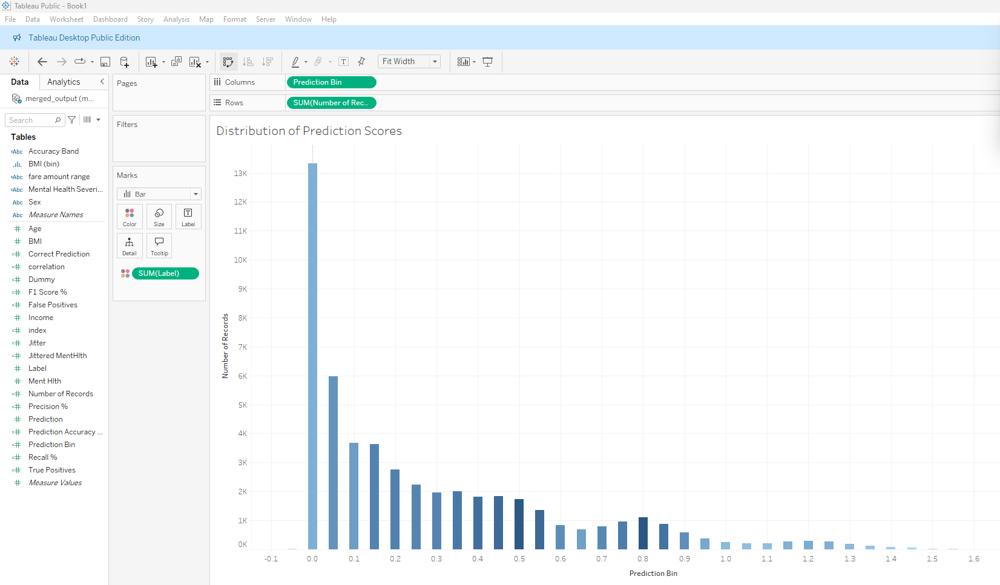 Tableau Public - Book1
File Data Worksheet Dashboard Story Analysis Map Format Server Window Help
Tableau Desktop Public Edition
Fit Width
Data Analytics
merged_output (m...
Search
Tables
=Abc Accuracy Band
BMI (bin)
=Abc fare amount range
=Abc Mental Health Severi...
Abc Sex
Abc Measure Names
# Age
# BMI
=# Correct Prediction
=# correlation
=# Dummy
=# F1 Score %
=# False Positives
# Income
=# index
=# Jitter
=# Jittered MentHlth
# Label
# Ment Hlth
=# Number of Records
=# Precision %
# Prediction
=# Prediction Accuracy ...
=# Prediction Bin
=# Recall %
=# True Positives
# Measure Values
Pages
Filters
Marks
Bar
Color Size Label
Detail Tooltip
SUM(Label)
Columns Prediction Bin
Rows SUM(Number of Rec..
Distribution of Prediction Scores
13K
12K
11K
10K
9K
8K
7K
6K
5K
4K
3K
2K
1K
0K
Number of Records
-0.1 0.0 0.1 0.2 0.3 0.4 0.5 0.6 0.7 0.8 0.9 1.0 1.1 1.2 1.3 1.4 1.5 1.6
Prediction Bin